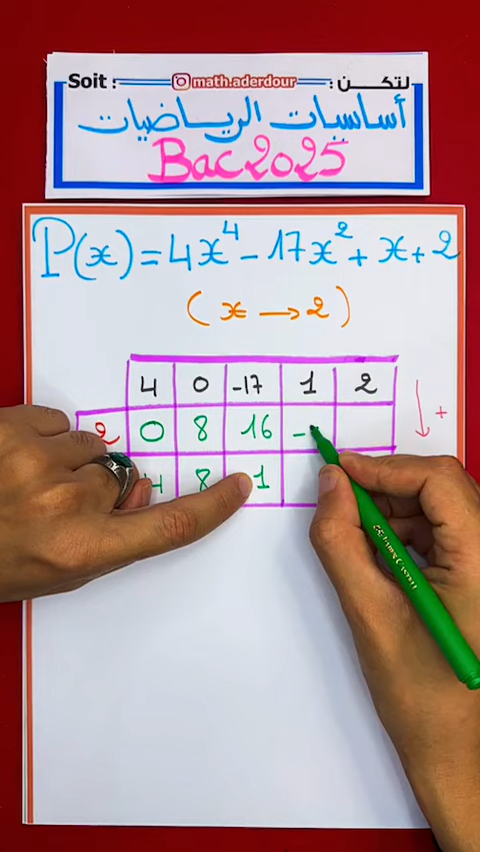 Soit : math.aderdour لتكن :
أساسيات الرياضيات
Bac2025
P(x) = 4x⁴ - 17x² + x + 2
(x → 2)
4 0 -17 1 2
2 0 8 16 -
4 8 1
+